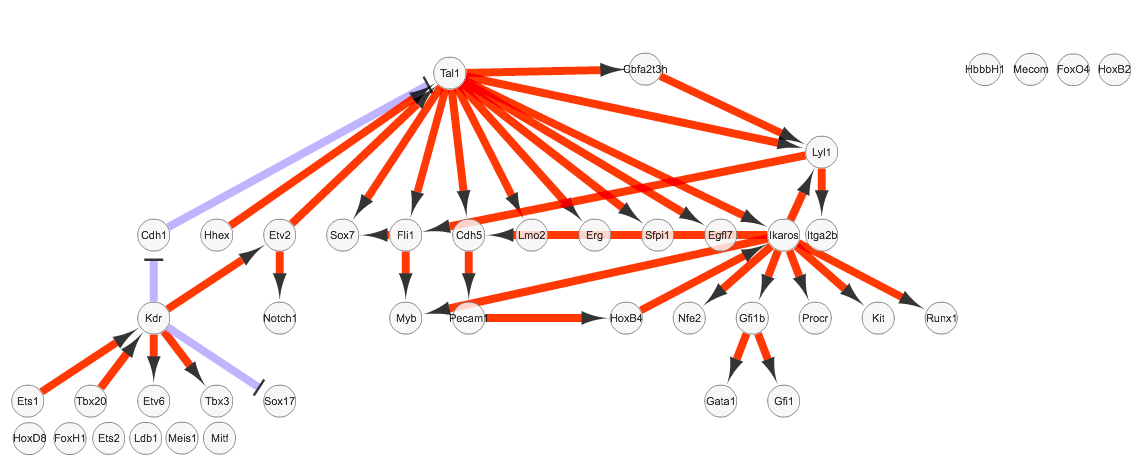 Tal1 Cbfa2t3h HbbbH1 Mecom FoxO4 HoxB2
Lyl1
Cdh1 Hhex Etv2 Sox7 Fli1 Cdh5 Lmo2 Erg Sfpi1 Egfl7 Ikaros Itga2b
Kdr Notch1 Myb Pecam1 HoxB4 Nfe2 Gfi1b Procr Kit Runx1
Ets1 Tbx20 Etv6 Tbx3 Sox17 Gata1 Gfi1
HoxD8 FoxH1 Ets2 Ldb1 Meis1 Mitf